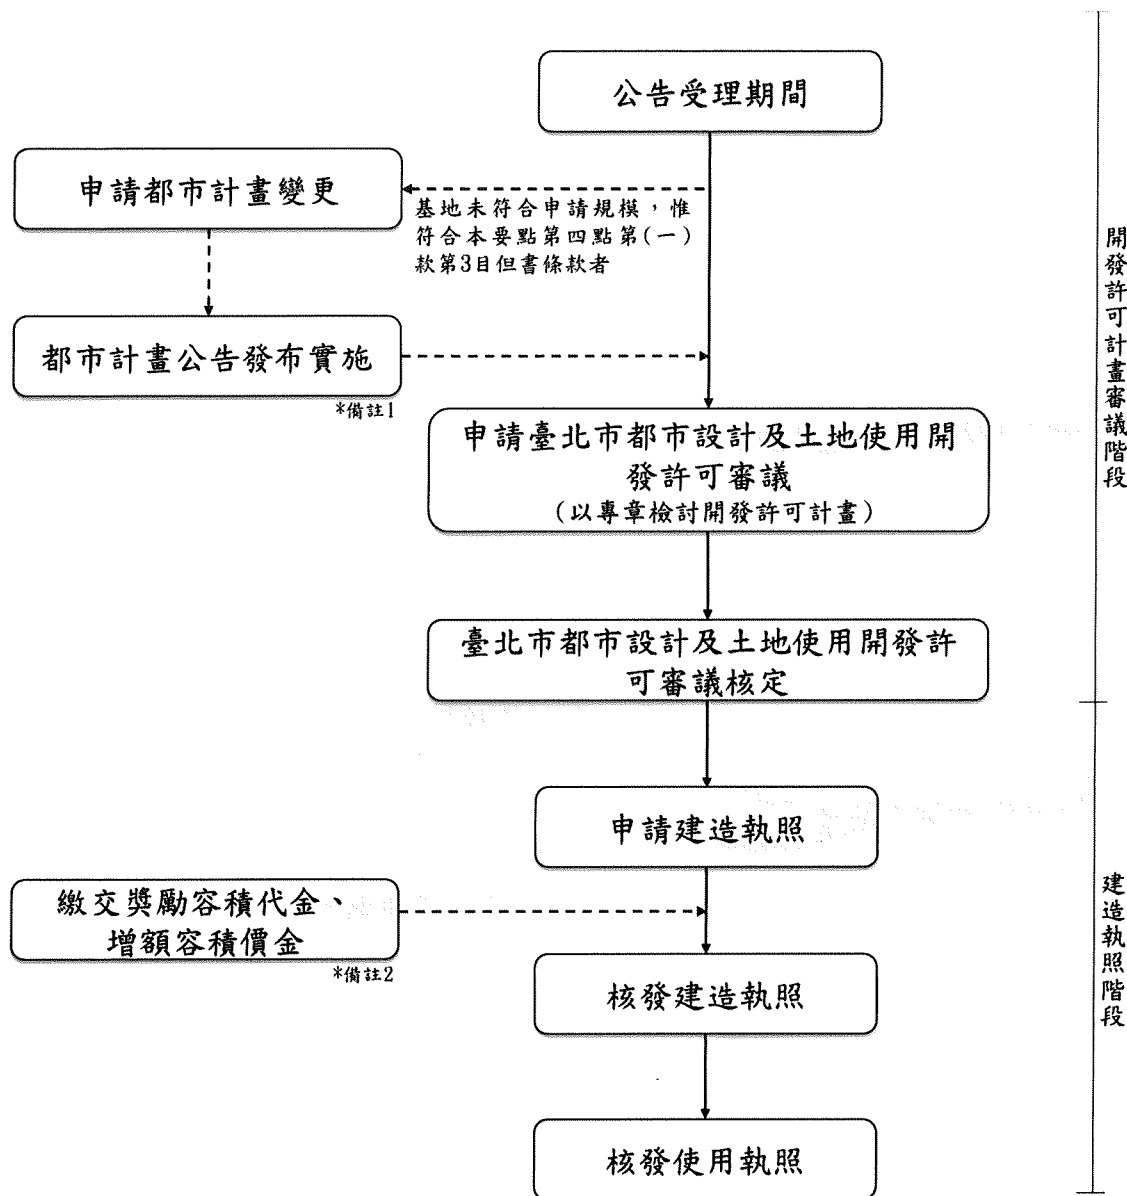 公告受理期間
申請都市計畫變更
基地未符合申請規模，惟
符合本要點第四點第(一)
款第3目但書條款者
都市計畫公告發布實施
*備註1
申請臺北市都市設計及土地使用開
發許可審議
(以專章檢討開發許可計畫)
臺北市都市設計及土地使用開發許
可審議核定
開發許可計畫審議階段
申請建造執照
繳交獎勵容積代金、
增額容積價金
*備註2
核發建造執照
核發使用執照
建造執照階段